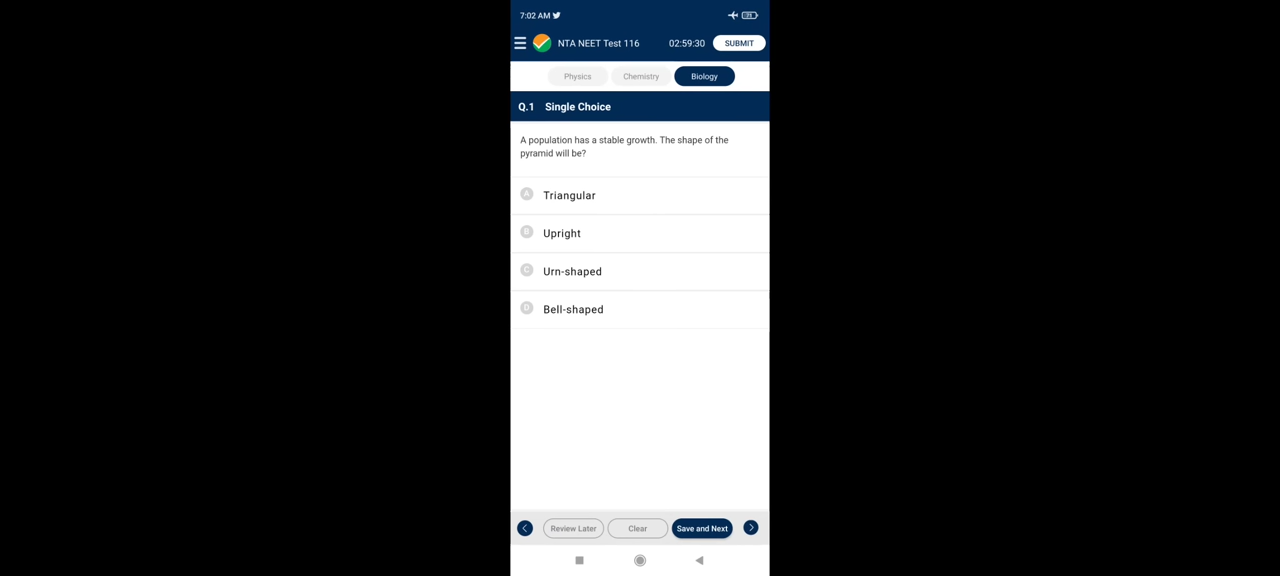 7:02 AM
NTA NEET Test 116 02:59:30 SUBMIT
Physics Chemistry Biology
Q.1 Single Choice
A population has a stable growth. The shape of the
pyramid will be?
A Triangular
B Upright
C Urn-shaped
D Bell-shaped
Review Later Clear Save and Next